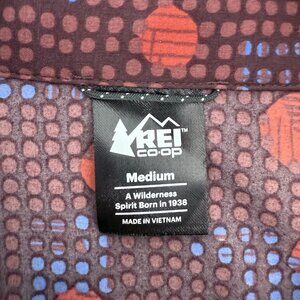 REI
CO·OP
Medium
A Wilderness
Spirit Born in 1938
MADE IN VIETNAM